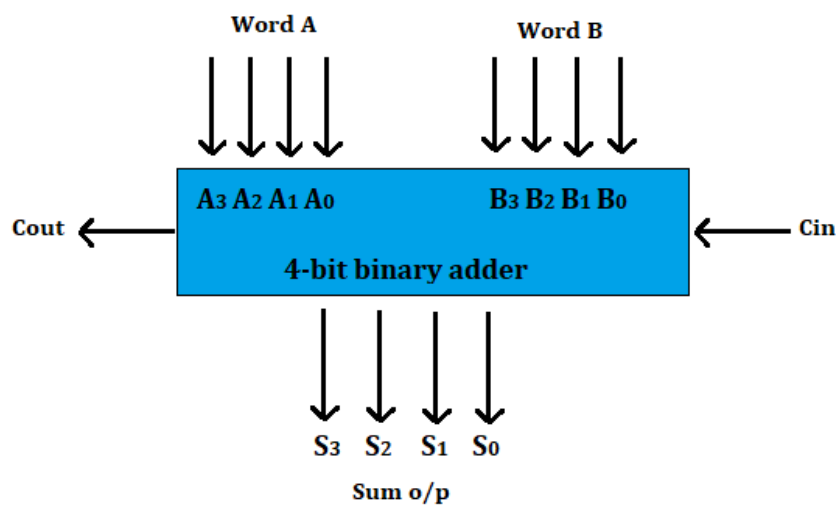 Word A Word B
A3 A2 A1 A0 B3 B2 B1 B0
Cout Cin
4-bit binary adder
S3 S2 S1 S0
Sum o/p